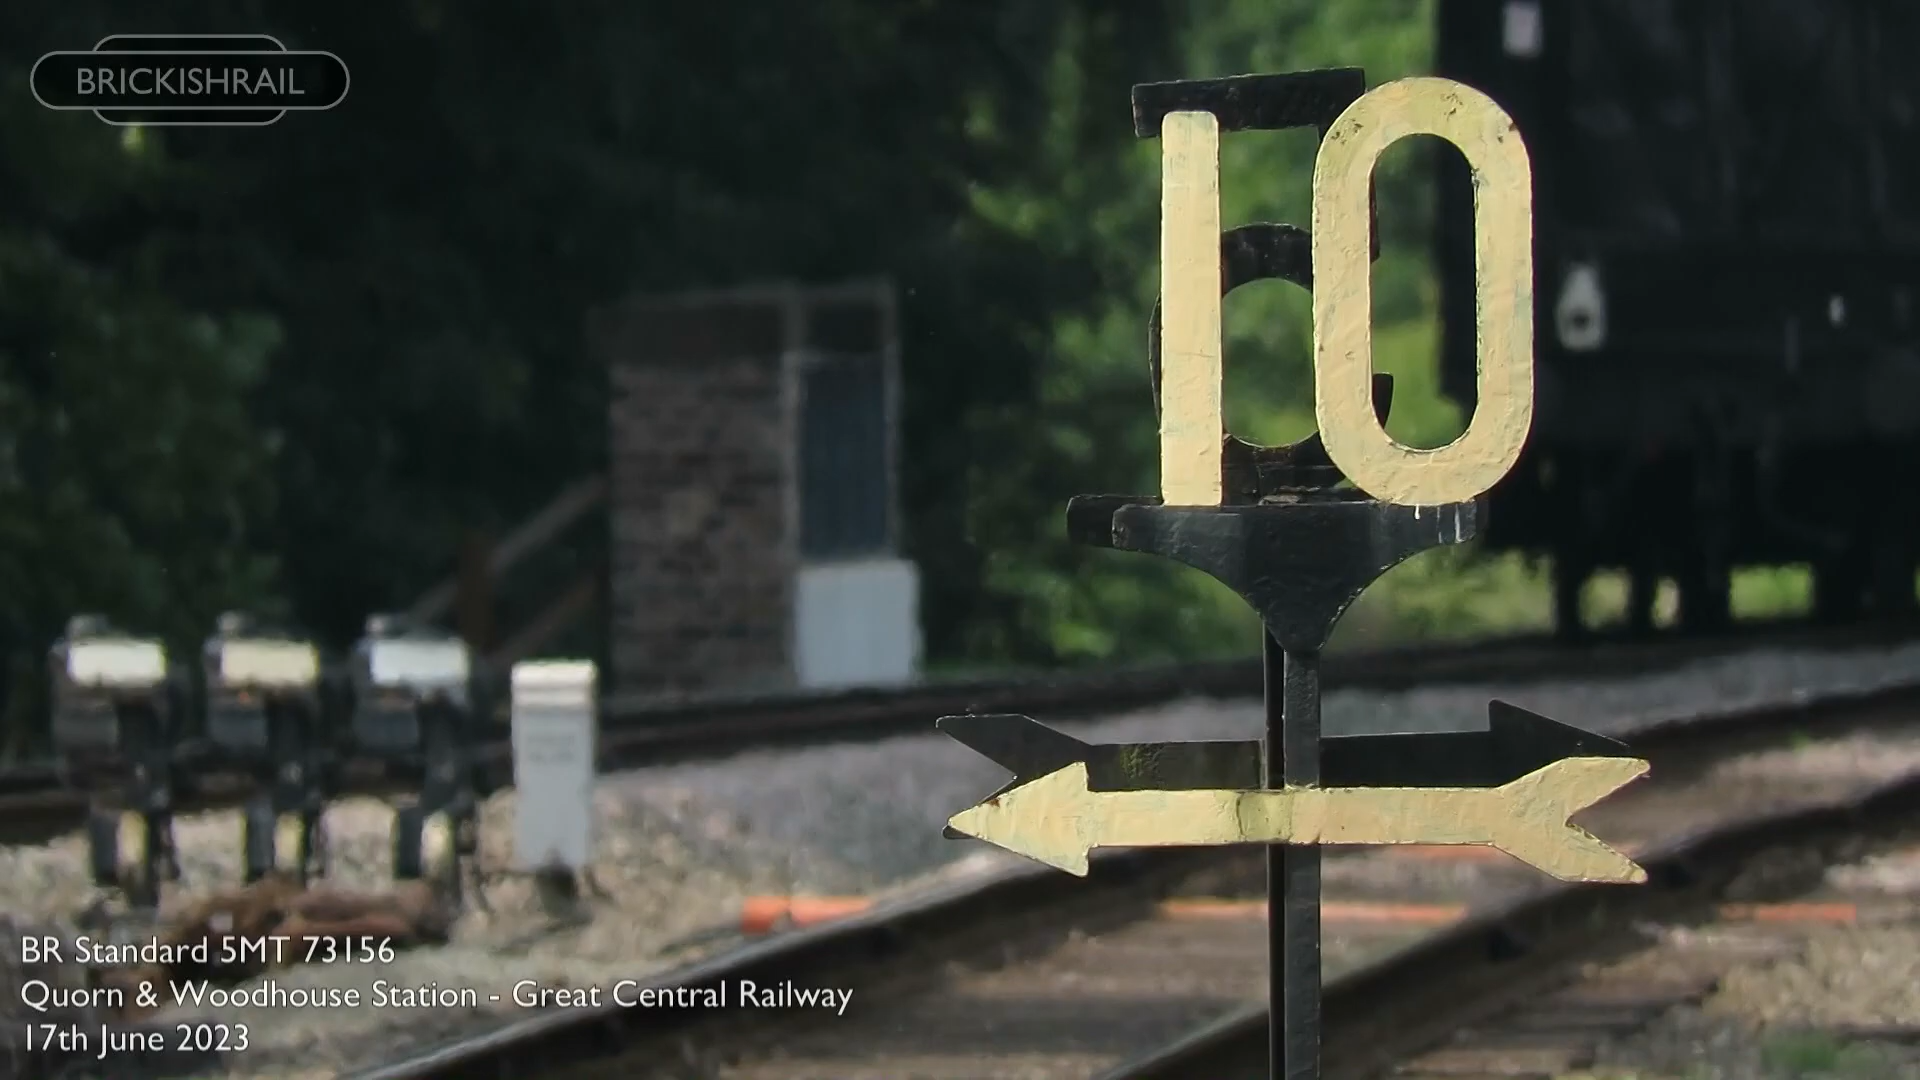 BRICKISHRAIL
10
BR Standard 5MT 73156
Quorn & Woodhouse Station - Great Central Railway
17th June 2023